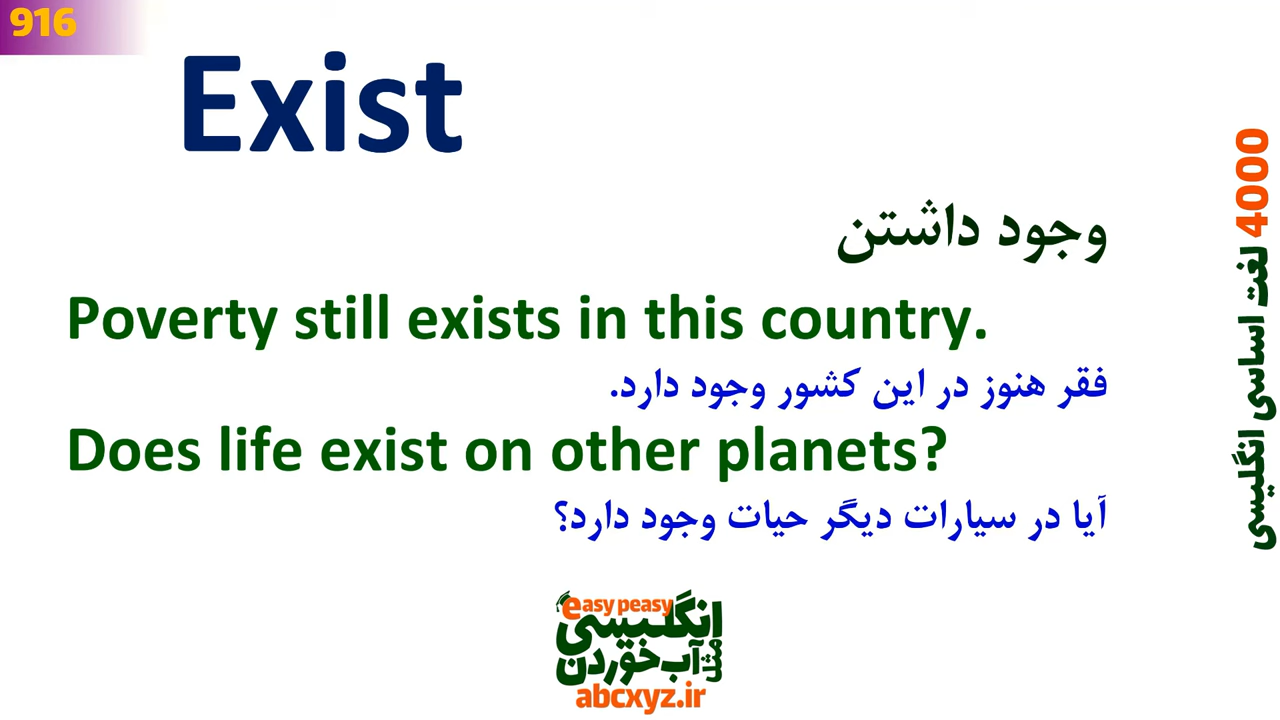 916
Exist
وجود داشتن
Poverty still exists in this country.
فقر هنوز در این کشور وجود دارد.
Does life exist on other planets?
آیا در سیارات دیگر حیات وجود دارد؟
4000 لغت اساسی انگلیسی
easy peasy
انگلیسی
مثل آب خوردن
abcxyz.ir